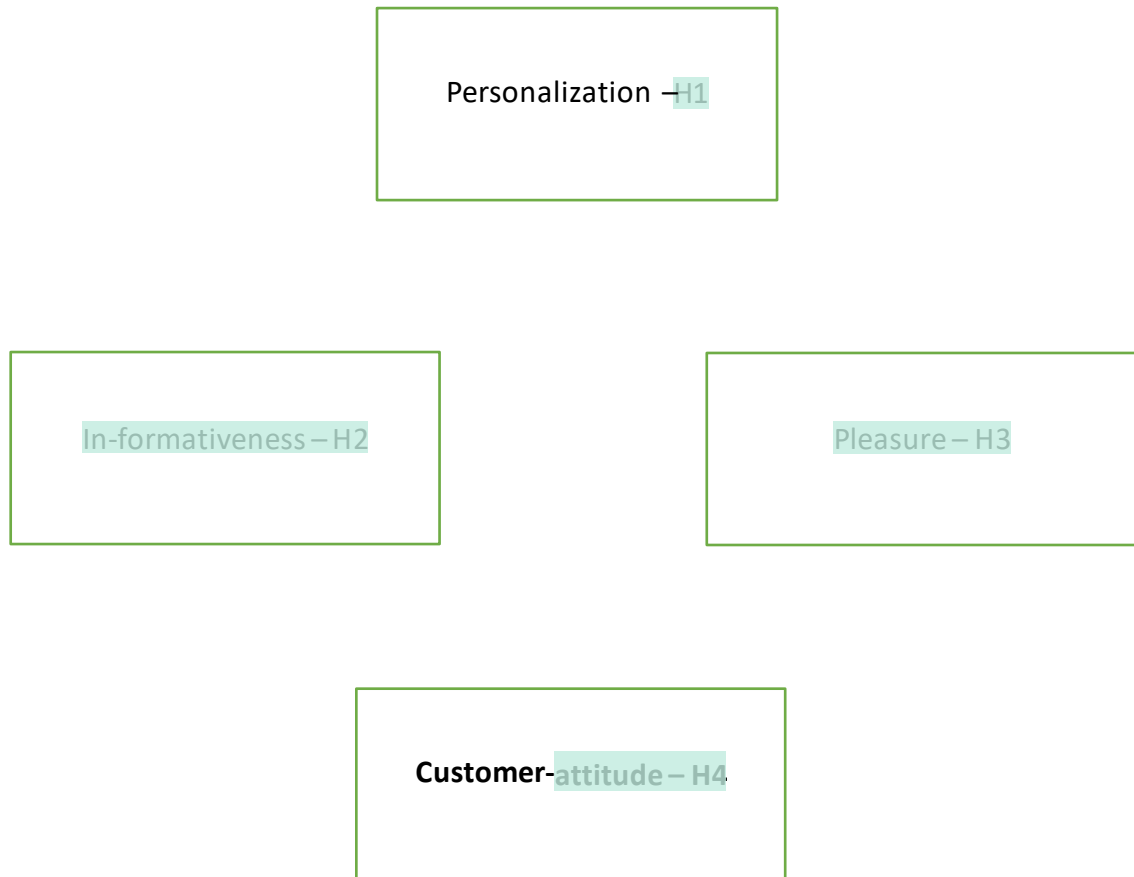 Personalization – H1
In-formativeness – H2
Pleasure – H3
Customer-attitude – H4.